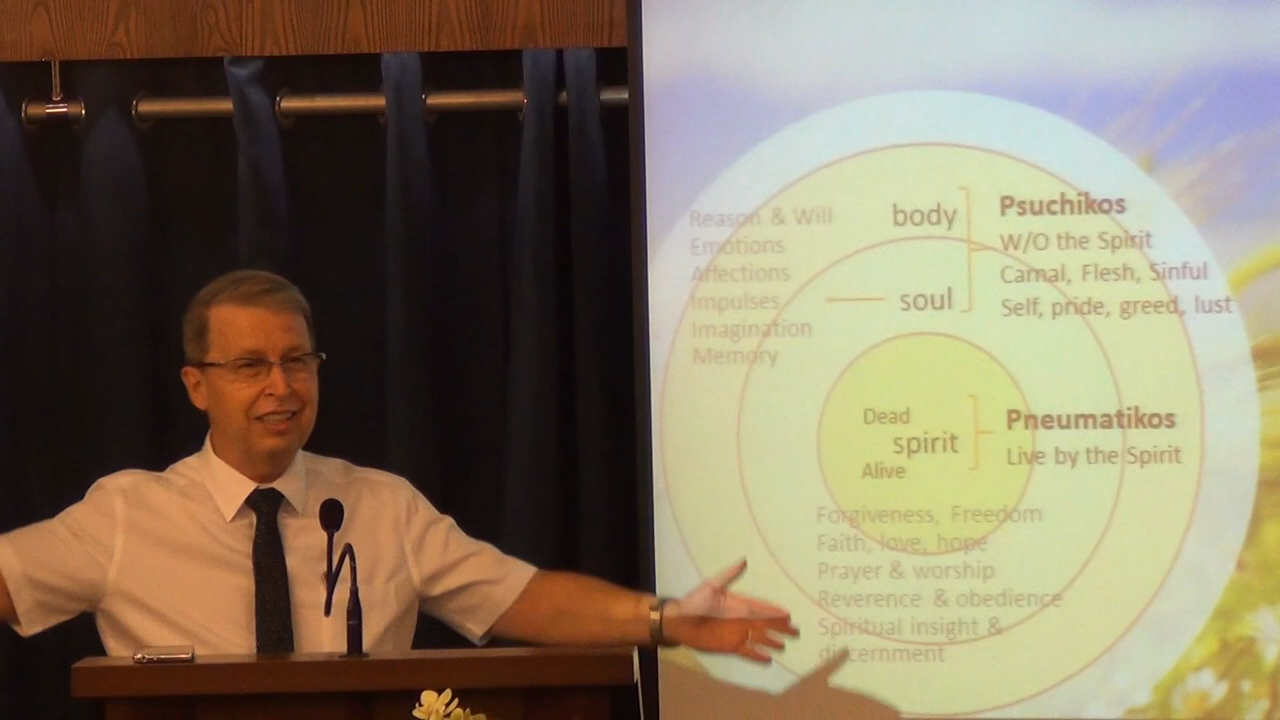 Reason & Will
Emotions
Affections
Impulses
Imagination
Memory
body
soul
Psuchikos
W/O the Spirit
Carnal, Flesh, Sinful
Self, pride, greed, lust
Dead
spirit
Alive
Pneumatikos
Live by the Spirit
Forgiveness, Freedom
Faith, love, hope
Prayer & worship
Reverence & obedience
Spiritual insight &
discernment